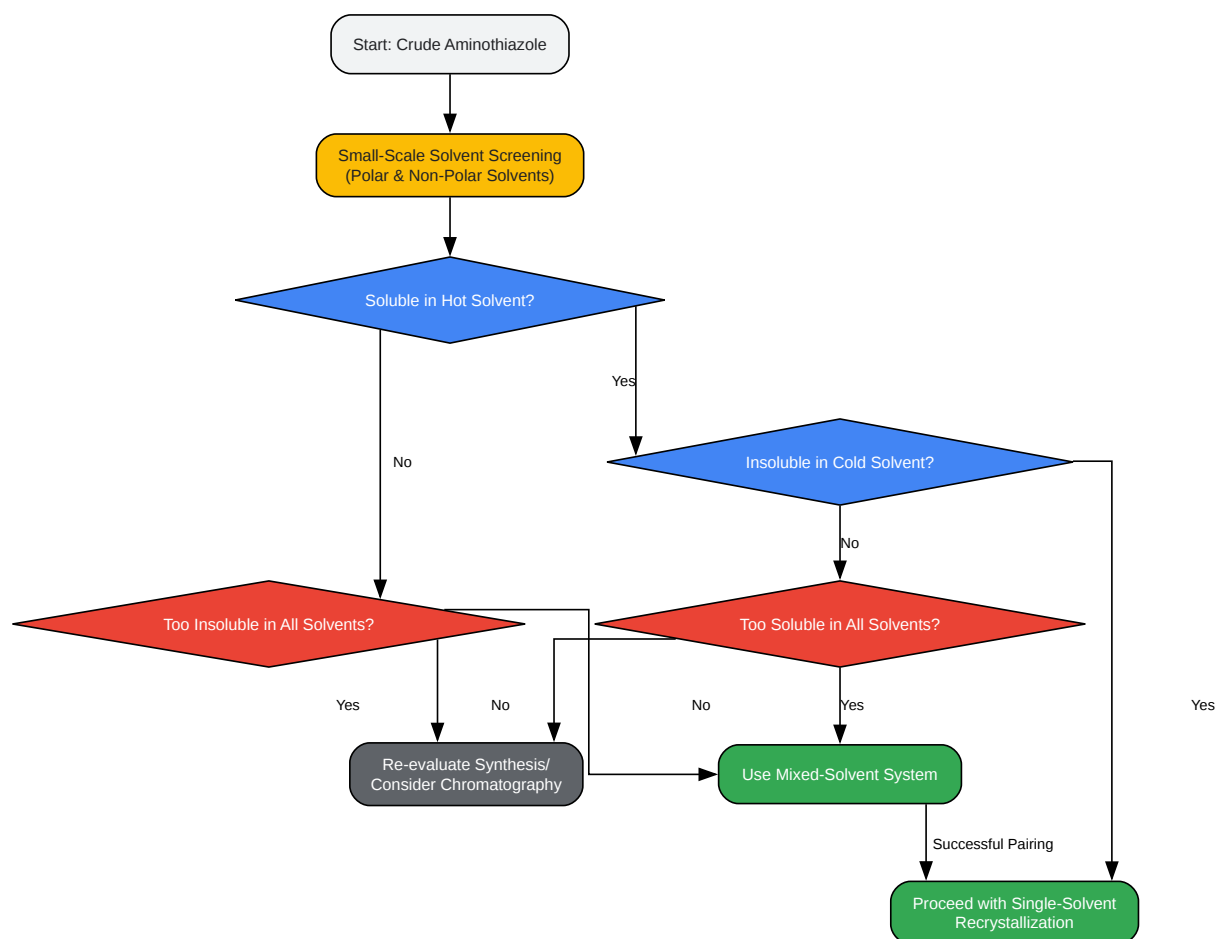 Start: Crude Aminothiazole
Small-Scale Solvent Screening
(Polar & Non-Polar Solvents)
Soluble in Hot Solvent?
Yes
No
Insoluble in Cold Solvent?
No
Too Insoluble in All Solvents?
Too Soluble in All Solvents?
Yes
No
No
Yes
Yes
Re-evaluate Synthesis/
Consider Chromatography
Use Mixed-Solvent System
Successful Pairing
Proceed with Single-Solvent
Recrystallization